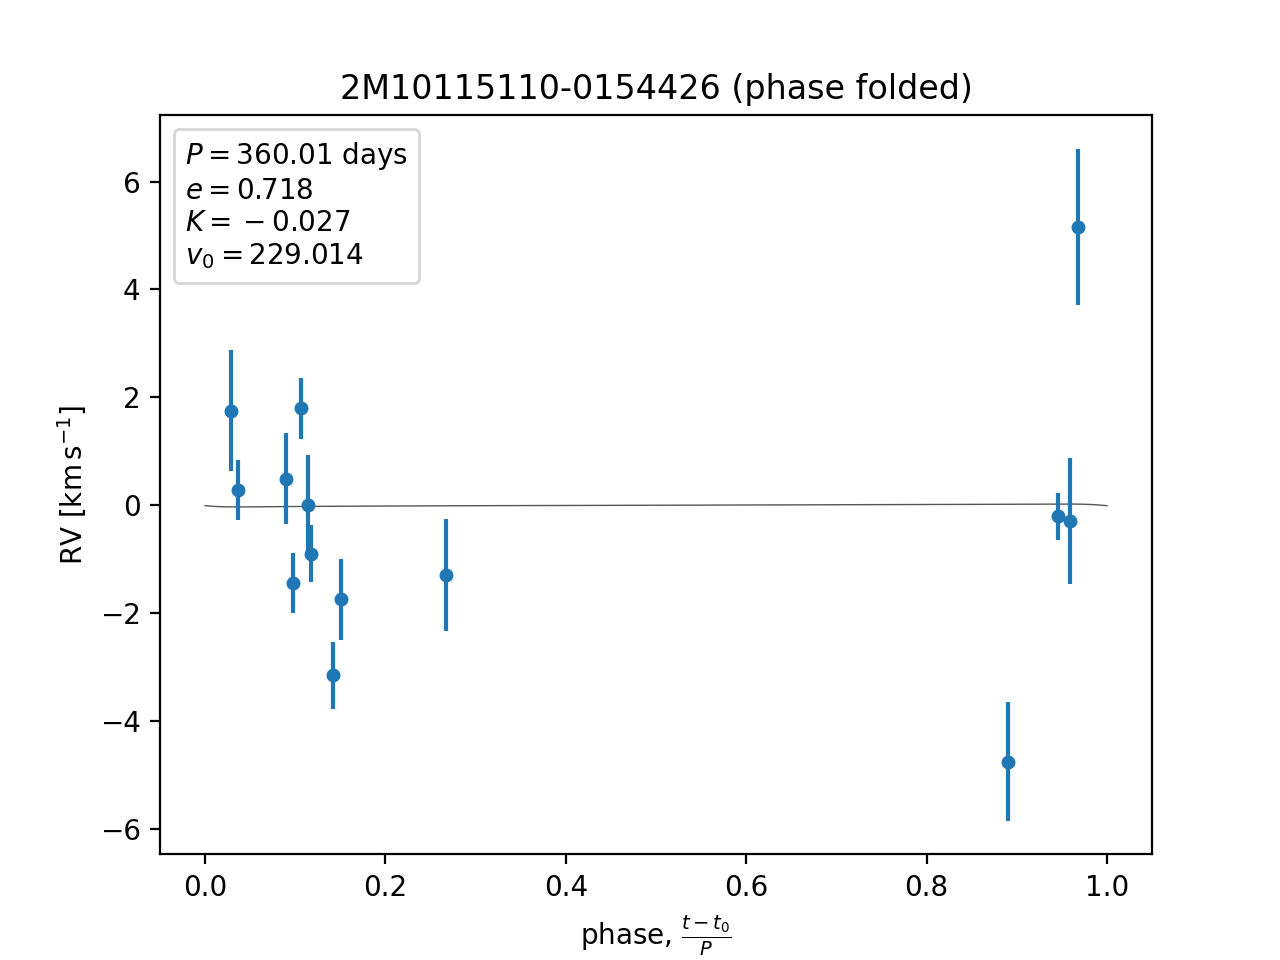 2M10115110-0154426 (phase folded)
P = 360.01 days
e = 0.718
K = −0.027
v₀ = 229.014
RV [km s⁻¹]
6
4
2
0
−2
−4
−6
0.0 0.2 0.4 0.6 0.8 1.0
phase, (t − t₀)/P